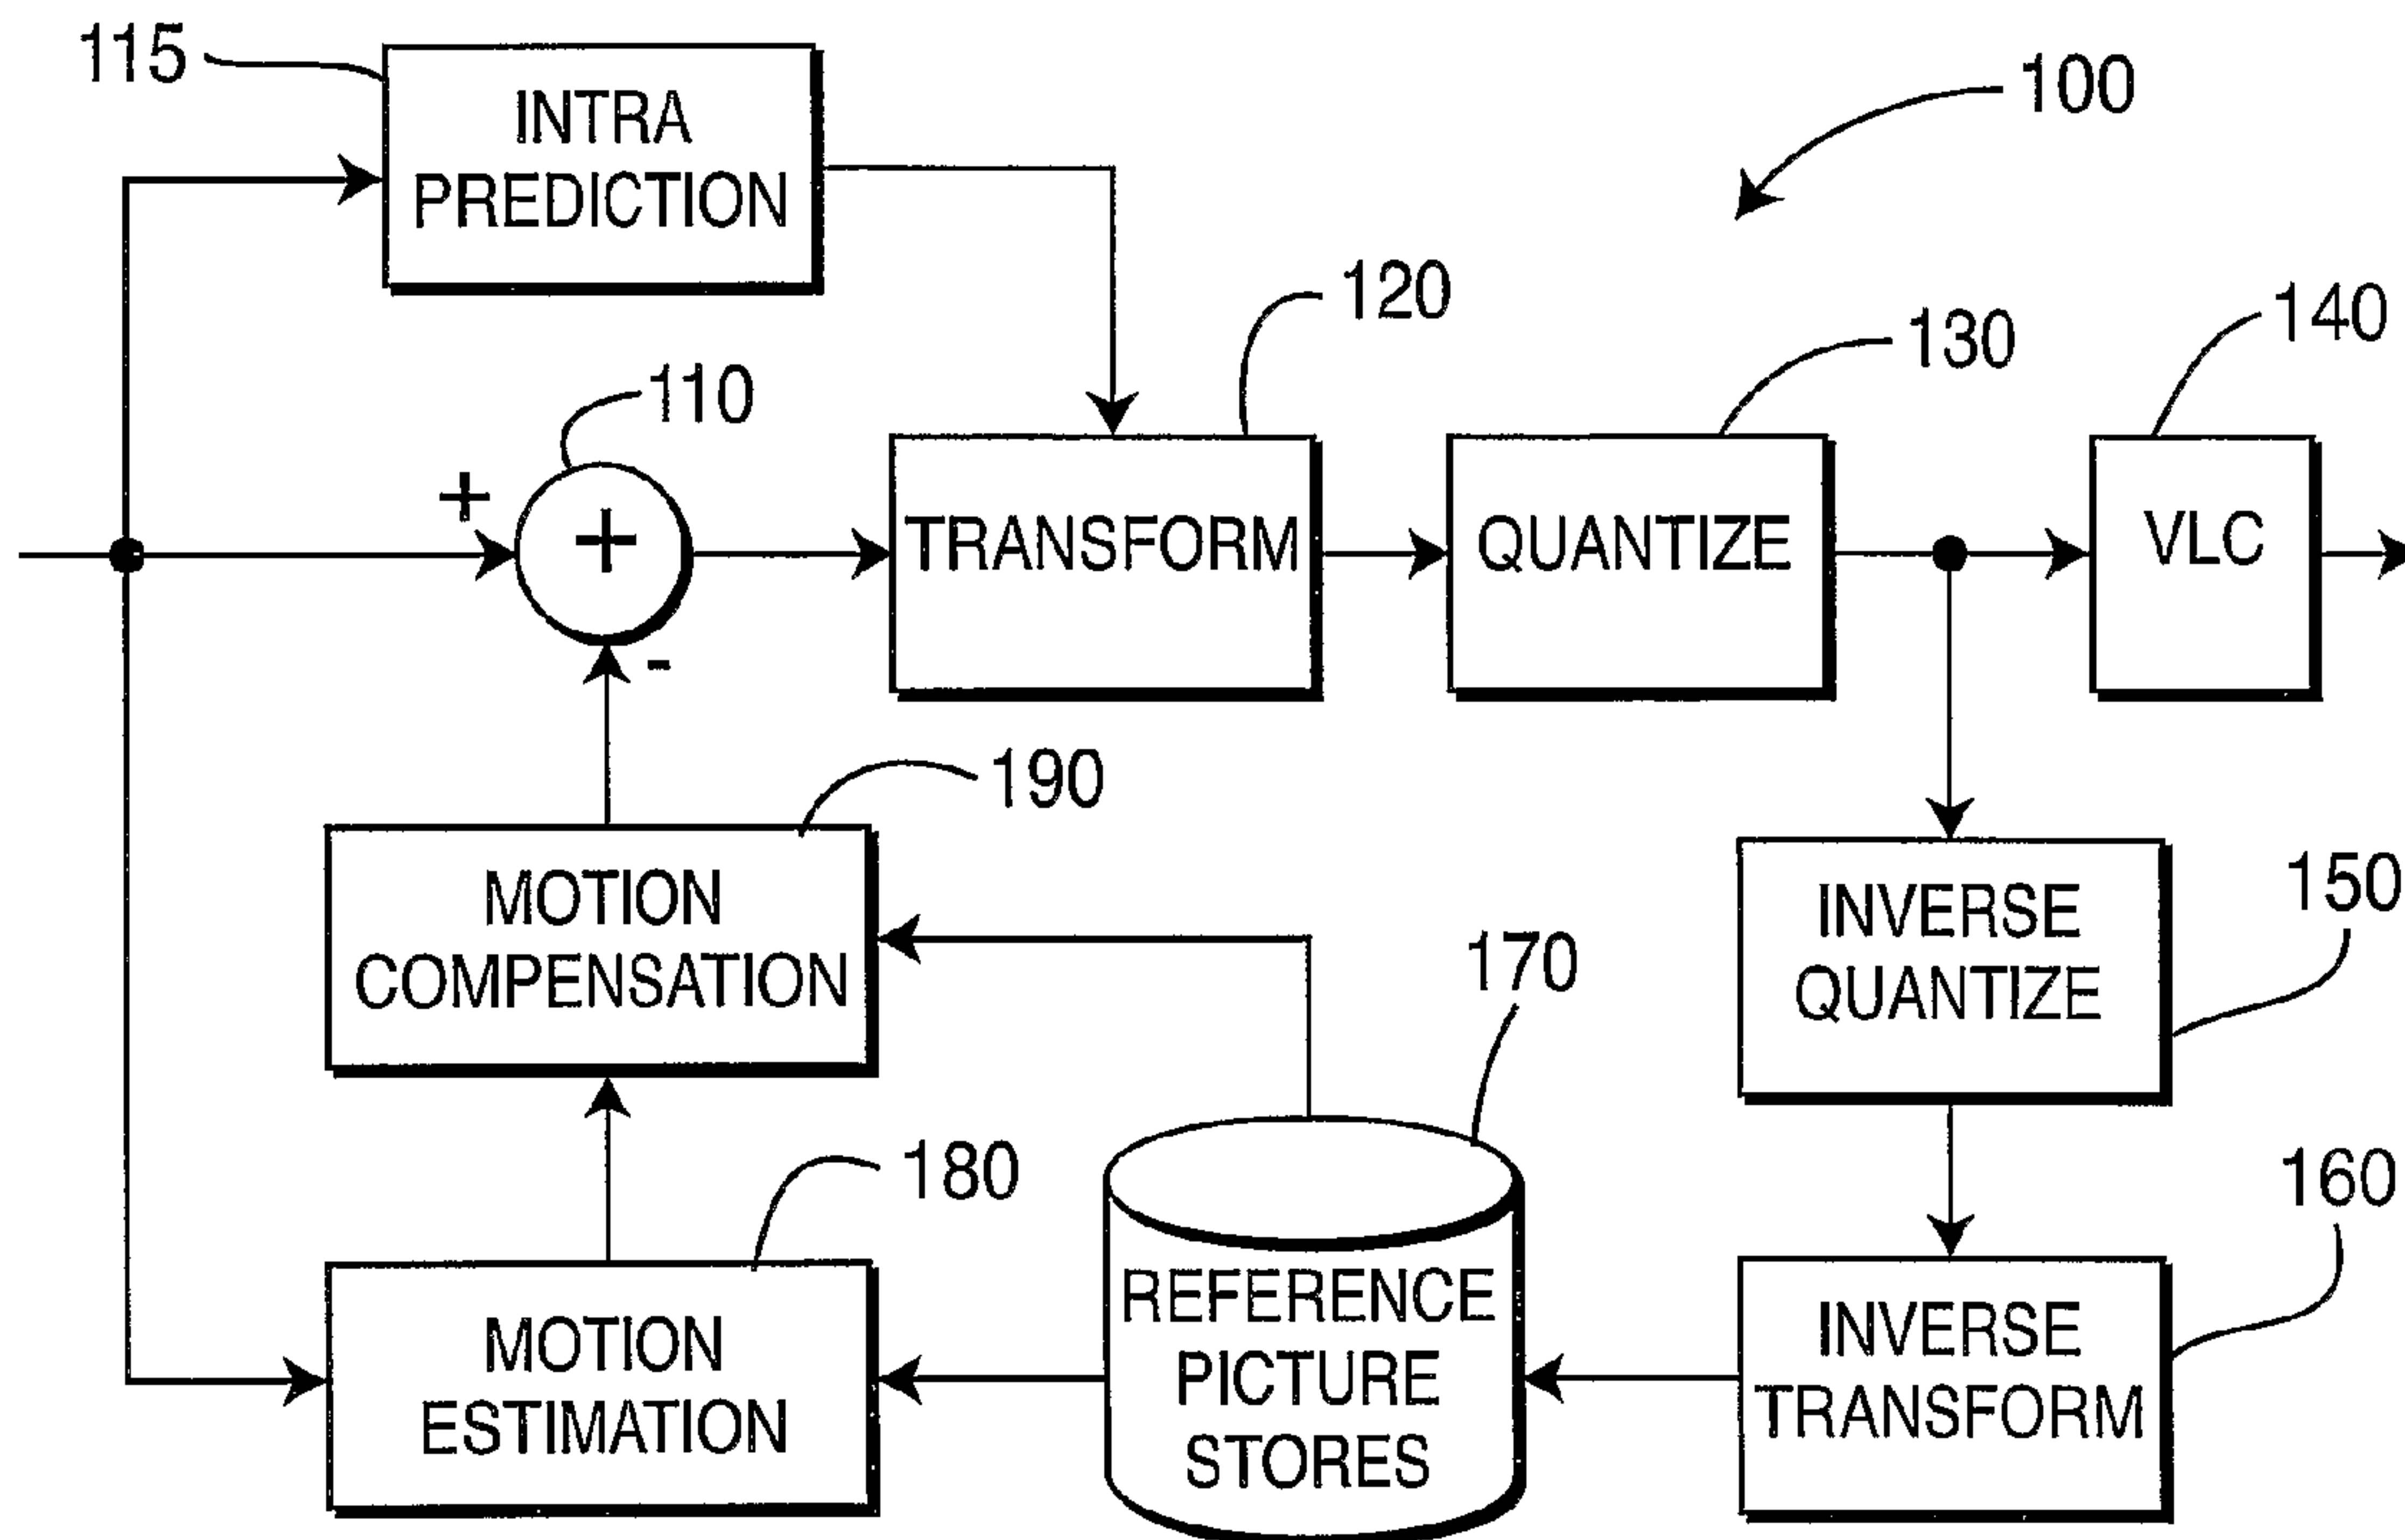 115
INTRA
PREDICTION
100
120
130
140
110
+
+
TRANSFORM
QUANTIZE
VLC
-
190
MOTION
COMPENSATION
INVERSE
QUANTIZE
150
170
180
160
MOTION
ESTIMATION
REFERENCE
PICTURE
STORES
INVERSE
TRANSFORM